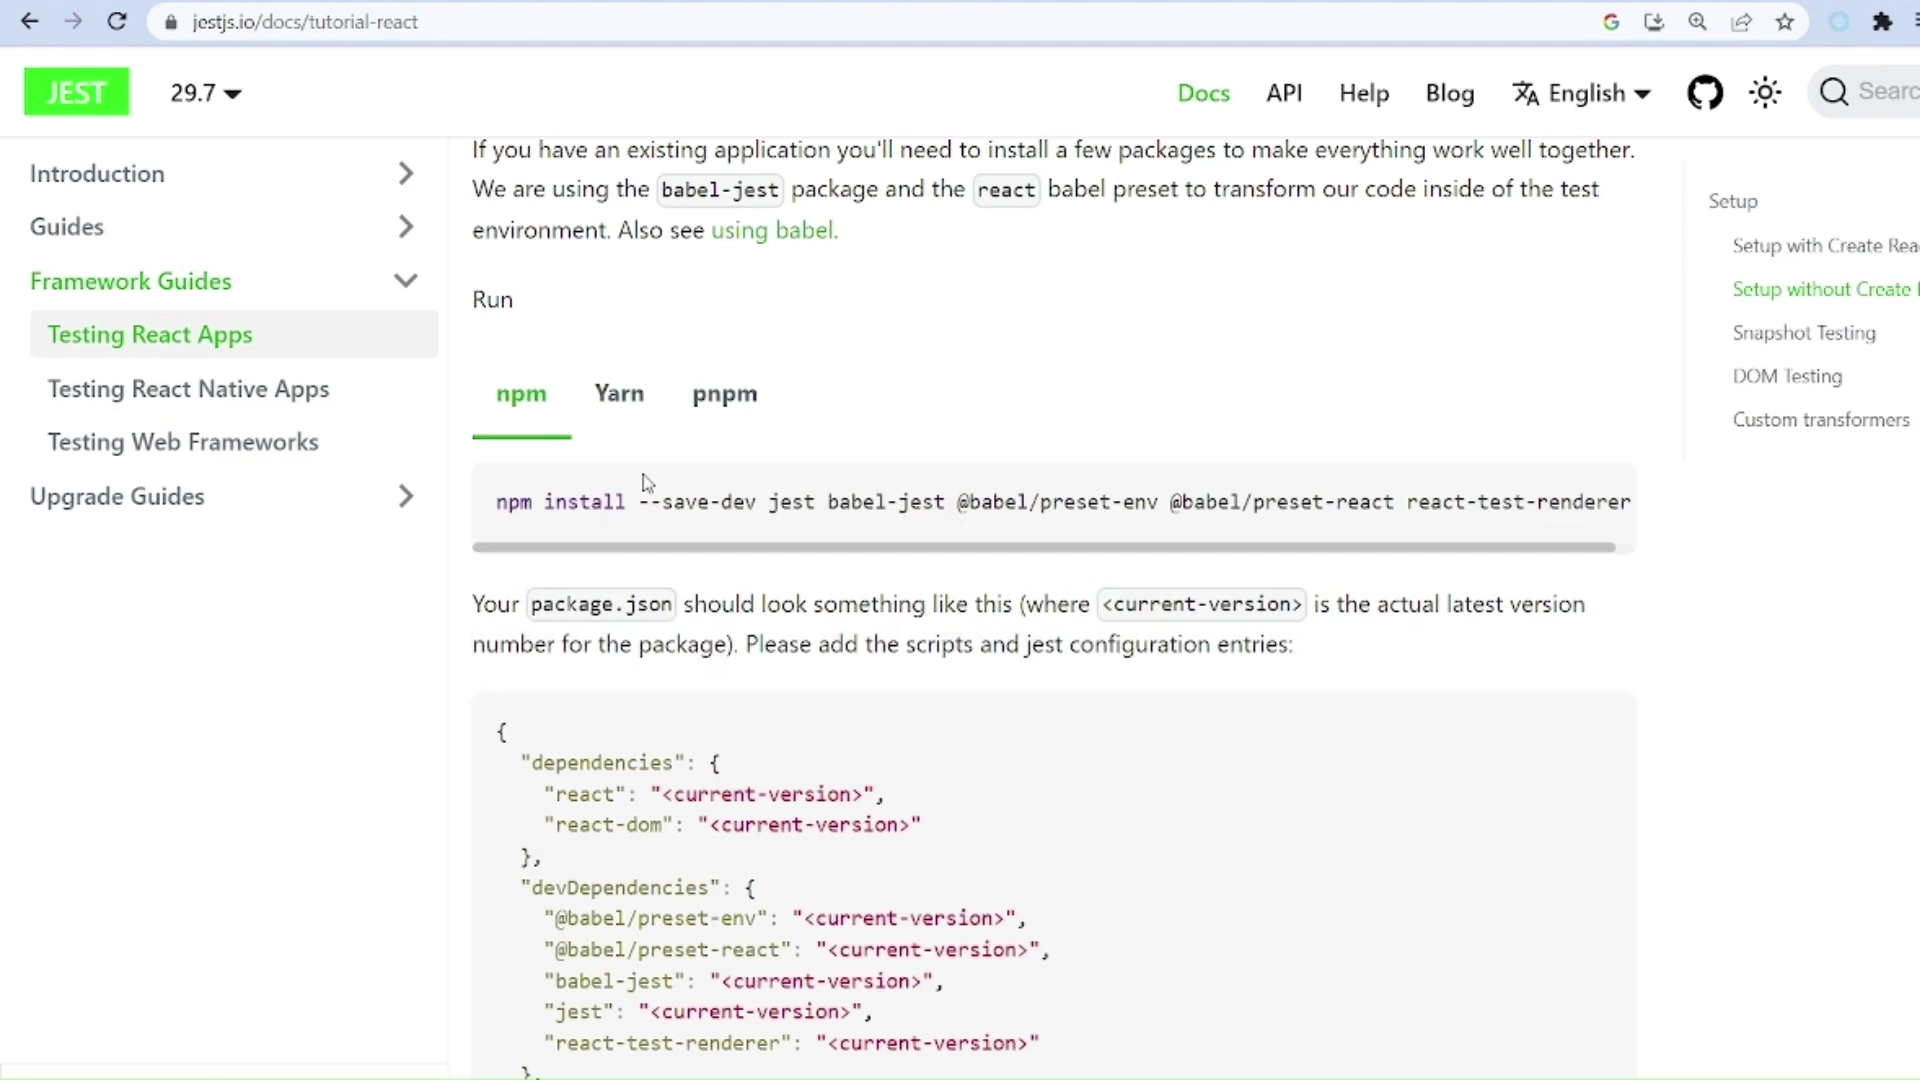 jestjs.io/docs/tutorial-react
JEST
29.7
Docs
API
Help
Blog
English
Introduction
Guides
Framework Guides
Testing React Apps
Testing React Native Apps
Testing Web Frameworks
Upgrade Guides
If you have an existing application you'll need to install a few packages to make everything work well together.
We are using the babel-jest package and the react babel preset to transform our code inside of the test
environment. Also see using babel.
Run
npm
Yarn
pnpm
npm install --save-dev jest babel-jest @babel/preset-env @babel/preset-react react-test-renderer
Your package.json should look something like this (where <current-version> is the actual latest version
number for the package). Please add the scripts and jest configuration entries:
{
"dependencies": {
"react": "<current-version>",
"react-dom": "<current-version>"
},
"devDependencies": {
"@babel/preset-env": "<current-version>",
"@babel/preset-react": "<current-version>",
"babel-jest": "<current-version>",
"jest": "<current-version>",
"react-test-renderer": "<current-version>"
},
Setup
Setup with Create
Setup without Create
Snapshot Testing
DOM Testing
Custom transformers